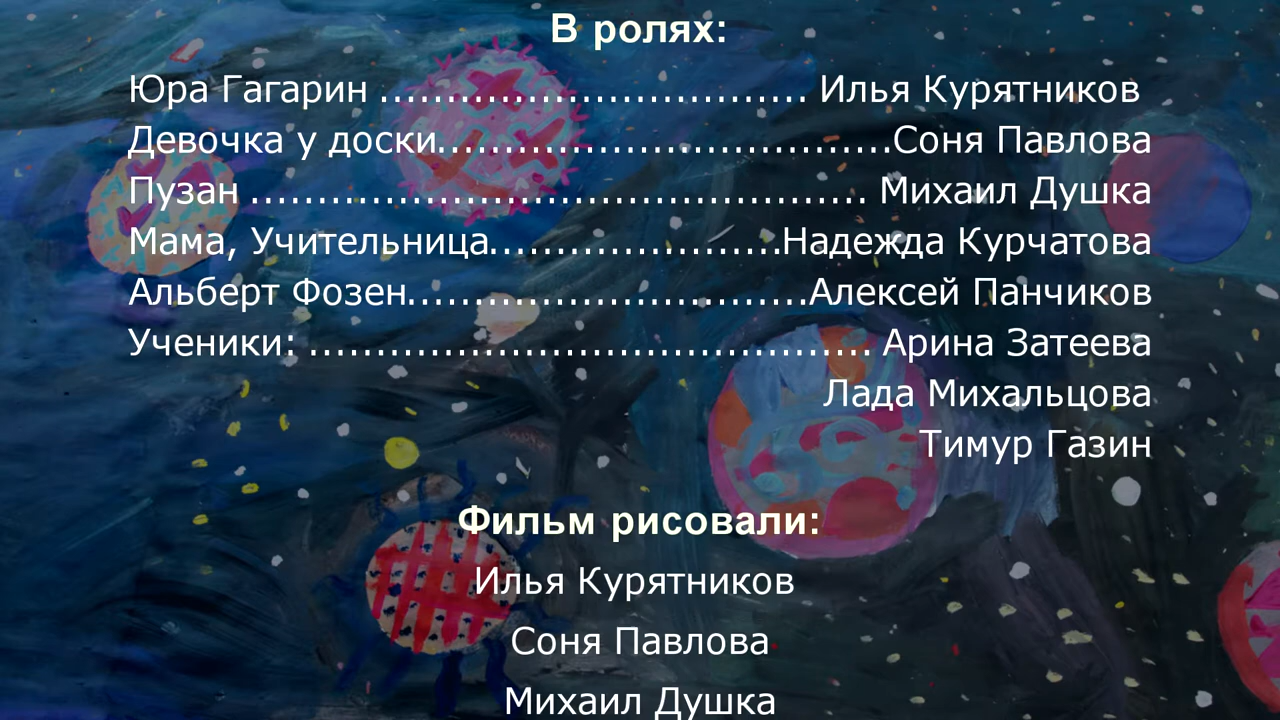 В ролях:
Юра Гагарин ................................ Илья Курятников
Девочка у доски..................................Соня Павлова
Пузан .............................................. Михаил Душка
Мама, Учительница......................Надежда Курчатова
Альберт Фозен..............................Алексей Панчиков
Ученики: .......................................... Арина Затеева
Лада Михальцова
Тимур Газин
Фильм рисовали:
Илья Курятников
Соня Павлова
Михаил Душка